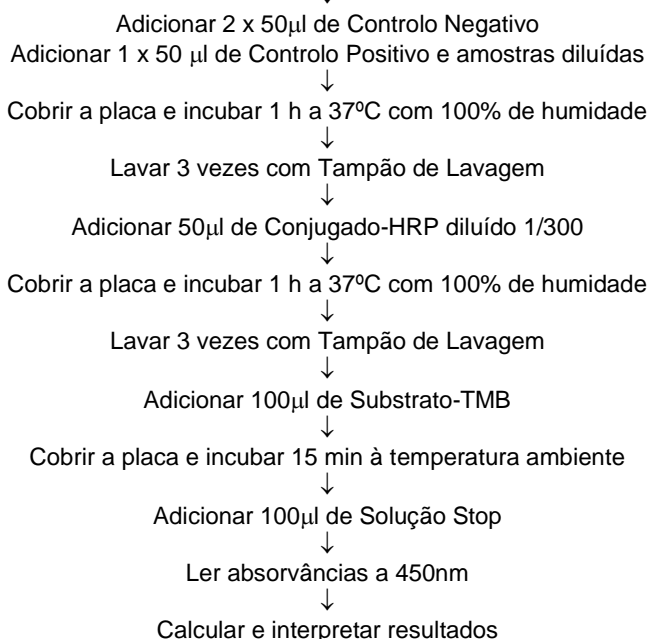 ↓
Adicionar 2 x 50μl de Controlo Negativo
Adicionar 1 x 50 μl de Controlo Positivo e amostras diluídas
↓
Cobrir a placa e incubar 1 h a 37ºC com 100% de humidade
↓
Lavar 3 vezes com Tampão de Lavagem
↓
Adicionar 50μl de Conjugado-HRP diluído 1/300
↓
Cobrir a placa e incubar 1 h a 37ºC com 100% de humidade
↓
Lavar 3 vezes com Tampão de Lavagem
↓
Adicionar 100μl de Substrato-TMB
↓
Cobrir a placa e incubar 15 min à temperatura ambiente
↓
Adicionar 100μl de Solução Stop
↓
Ler absorvâncias a 450nm
↓
Calcular e interpretar resultados